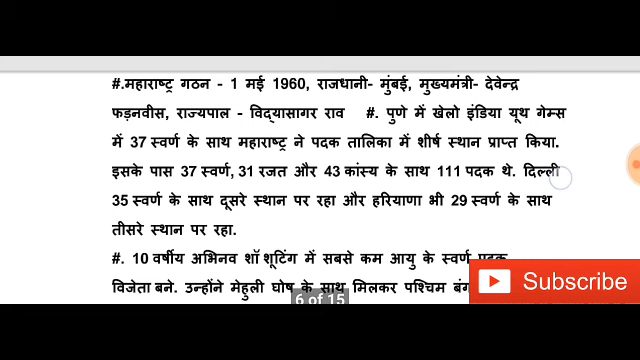 #.महाराष्ट्र गठन - 1 मई 1960, राजधानी- मुंबई, मुख्यमंत्री- देवेन्द्र
फड़नवीस, राज्यपाल - विद्यासागर राव #. पुणे में खेलो इंडिया यूथ गेम्स
में 37 स्वर्ण के साथ महाराष्ट्र ने पदक तालिका में शीर्ष स्थान प्राप्त किया.
इसके पास 37 स्वर्ण, 31 रजत और 43 कांस्य के साथ 111 पदक थे. दिल्ली
35 स्वर्ण के साथ दूसरे स्थान पर रहा और हरियाणा भी 29 स्वर्ण के साथ
तीसरे स्थान पर रहा.
#. 10 वर्षीय अभिनव शॉ शूटिंग में सबसे कम आयु के स्वर्ण पदक
विजेता बने. उन्होंने मेहुली घोष के साथ मिलकर पश्चिम
6 of 15
Subscribe